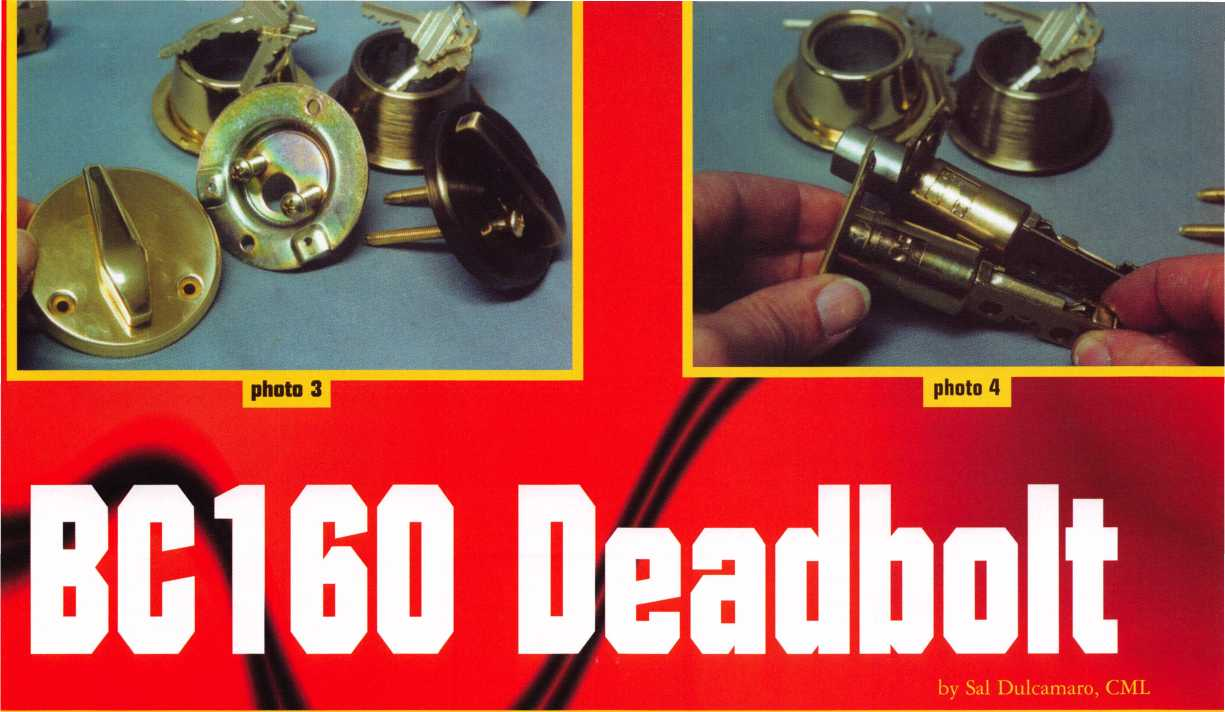 photo 3
photo 4
BC160 Deadbolt
by Sal Dulcamaro, CML